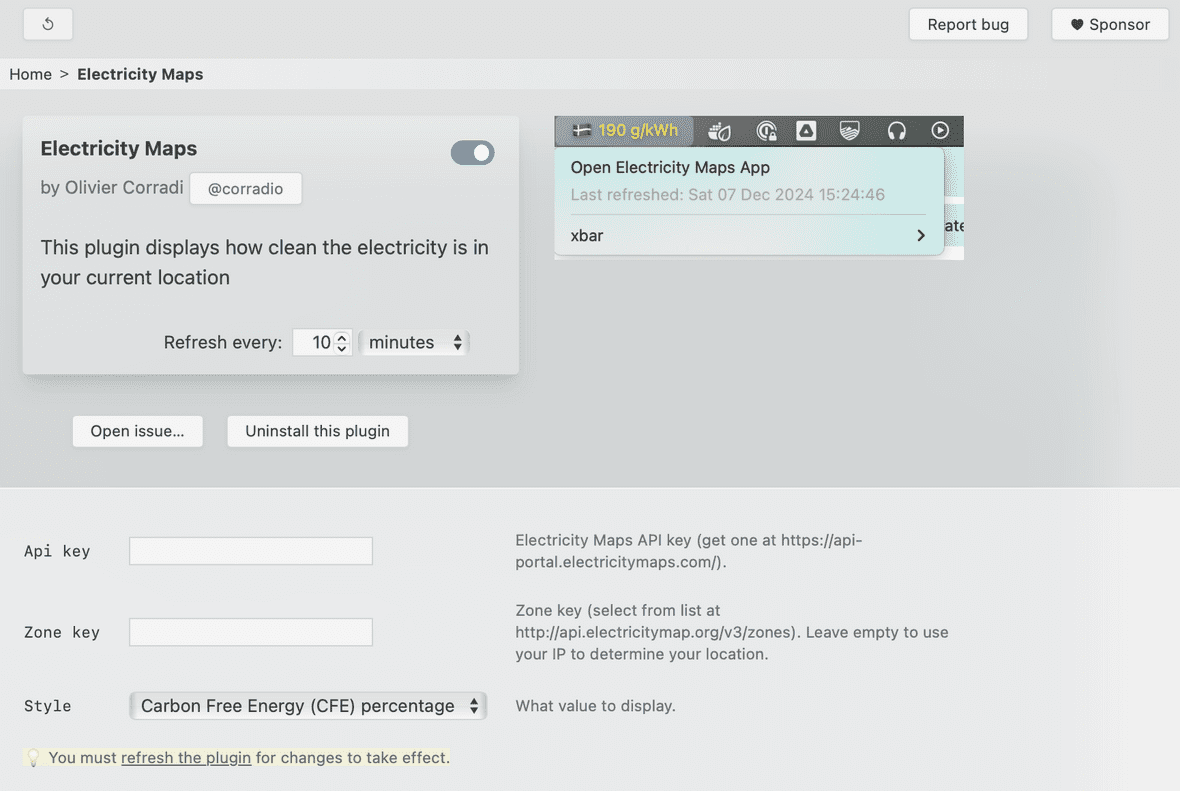 Report bug
Sponsor
Home > Electricity Maps
Electricity Maps
by Olivier Corradi @corradio
This plugin displays how clean the electricity is in
your current location
Refresh every: 10 minutes
190 g/kWh
Open Electricity Maps App
Last refreshed: Sat 07 Dec 2024 15:24:46
xbar
ate
Open issue...
Uninstall this plugin
Api key
Electricity Maps API key (get one at https://api-
portal.electricitymaps.com/).
Zone key
Zone key (select from list at
http://api.electricitymap.org/v3/zones). Leave empty to use
your IP to determine your location.
Style
Carbon Free Energy (CFE) percentage
What value to display.
You must refresh the plugin for changes to take effect.